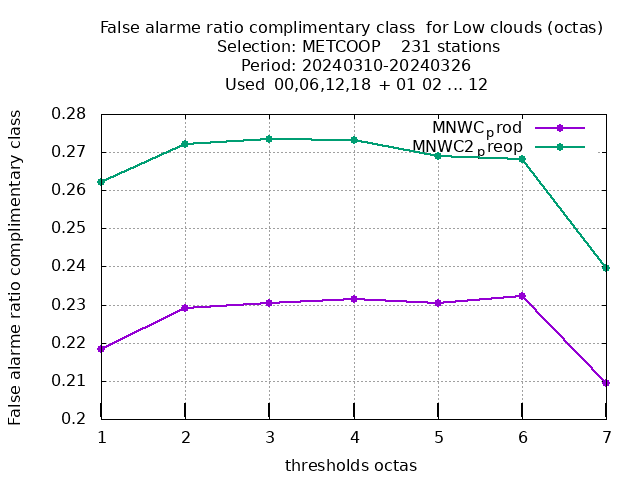 False alarme ratio complimentary class  for Low clouds (octas)
Selection: METCOOP    231 stations
Period: 20240310-20240326
Used  00,06,12,18 + 01 02 ... 12
False alarme ratio complimentary class
0.28
0.27
0.26
0.25
0.24
0.23
0.22
0.21
0.2
MNWCprod
MNWC2preop
1 2 3 4 5 6 7
thresholds octas